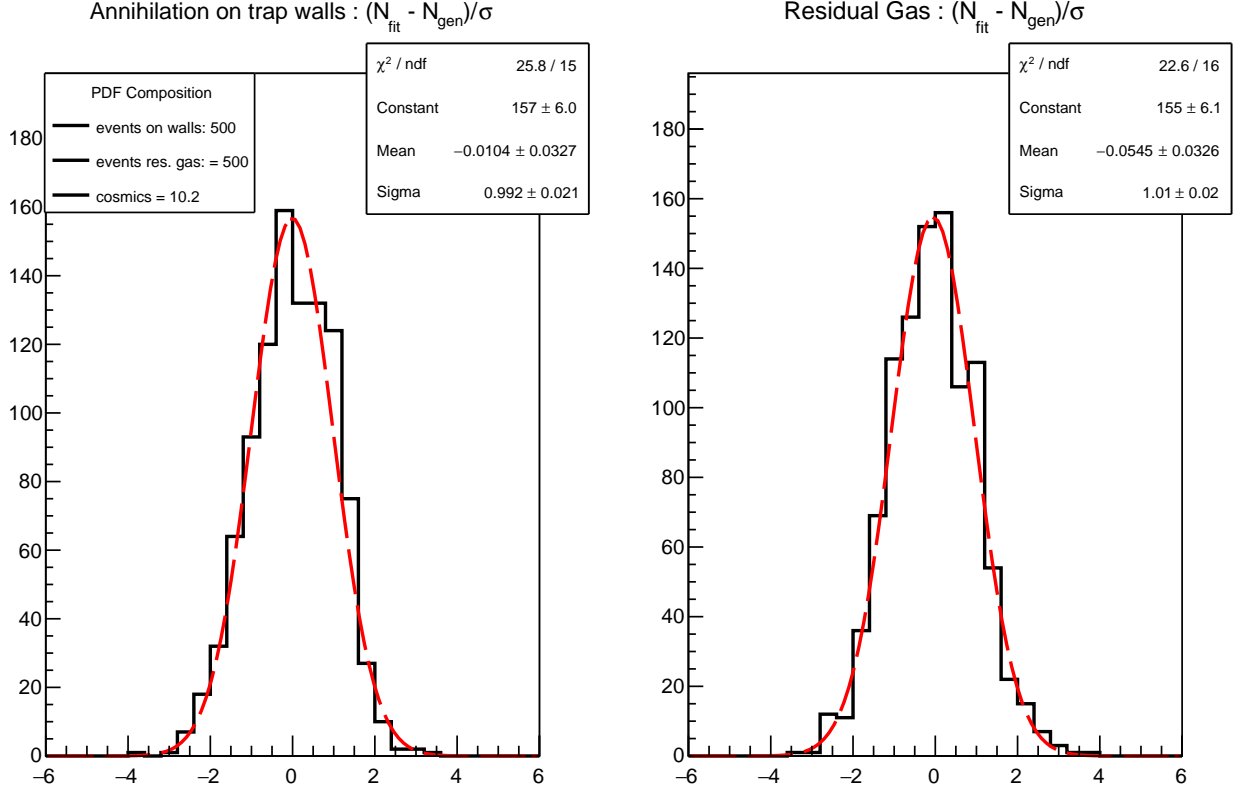 Annihilation on trap walls : (N_fit - N_gen)/σ
PDF Composition
events on walls: 500
events res. gas: = 500
cosmics = 10.2
χ² / ndf 25.8 / 15
Constant 157 ± 6.0
Mean −0.0104 ± 0.0327
Sigma 0.992 ± 0.021
180
160
140
120
100
80
60
40
20
0
−6 −4 −2 0 2 4 6
Residual Gas : (N_fit - N_gen)/σ
χ² / ndf 22.6 / 16
Constant 155 ± 6.1
Mean −0.0545 ± 0.0326
Sigma 1.01 ± 0.02
180
160
140
120
100
80
60
40
20
0
−6 −4 −2 0 2 4 6